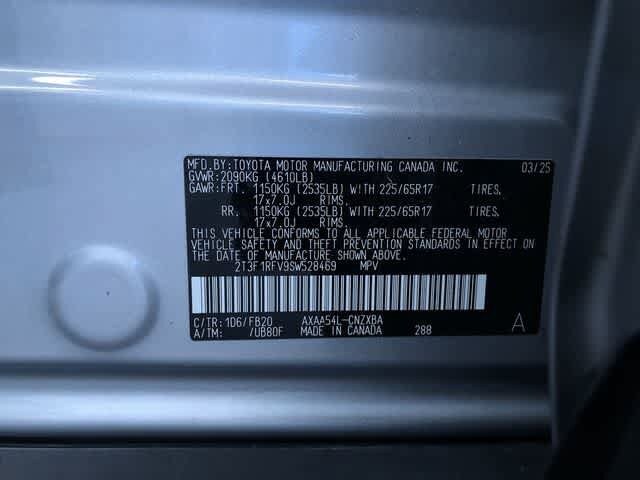 MFD.BY: TOYOTA MOTOR MANUFACTURING CANADA INC. 03/25
GVWR: 2090KG (4610LB)
GAWR: FRT. 1150KG (2535LB) WITH 225/65R17 TIRES.
17x7.0J RIMS.
RR. 1150KG (2535LB) WITH 225/65R17 TIRES.
17x7.0J RIMS.
THIS VEHICLE CONFORMS TO ALL APPLICABLE FEDERAL MOTOR
VEHICLE SAFETY AND THEFT PREVENTION STANDARDS IN EFFECT ON
THE DATE OF MANUFACTURE SHOWN ABOVE.
2T3F1RFV9SW528469 MPV
C/TR: 1D6/FB20 AXAA54L-CNZXBA A
A/TM: /UB80F MADE IN CANADA 288